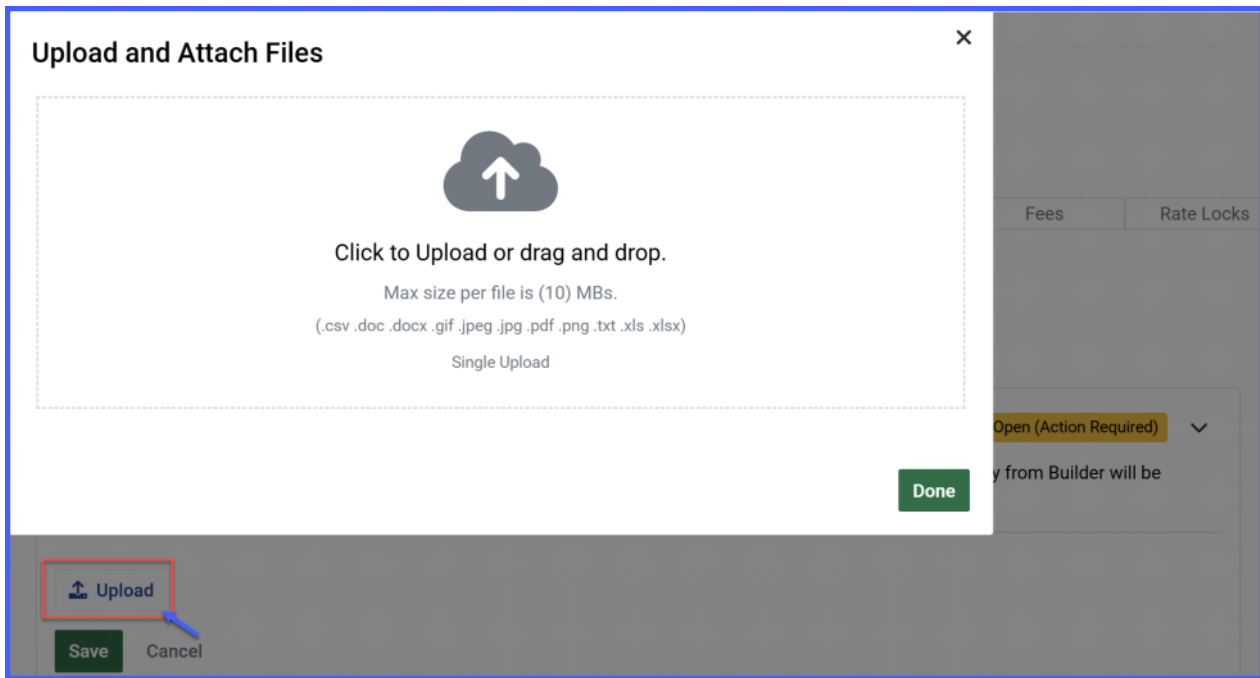 Upload and Attach Files
Click to Upload or drag and drop.
Max size per file is (10) MBs.
(.csv .doc .docx .gif .jpeg .jpg .pdf .png .txt .xls .xlsx)
Single Upload
Done
Fees
Rate Locks
Open (Action Required)
from Builder will be
Upload
Save
Cancel